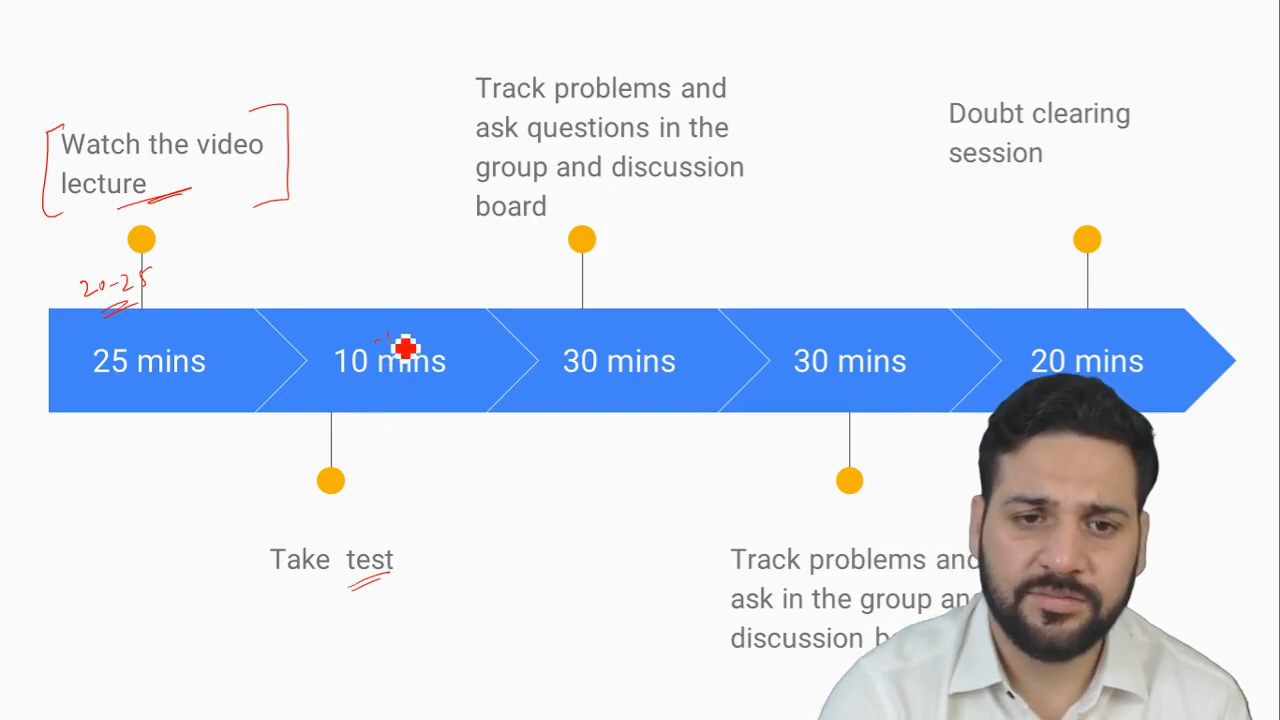 Watch the video
lecture
20-25
Track problems and
ask questions in the
group and discussion
board
Doubt clearing
session
25 mins
10 mins
30 mins
30 mins
20 mins
Take test
Track problems and
ask in the group an
discussion b